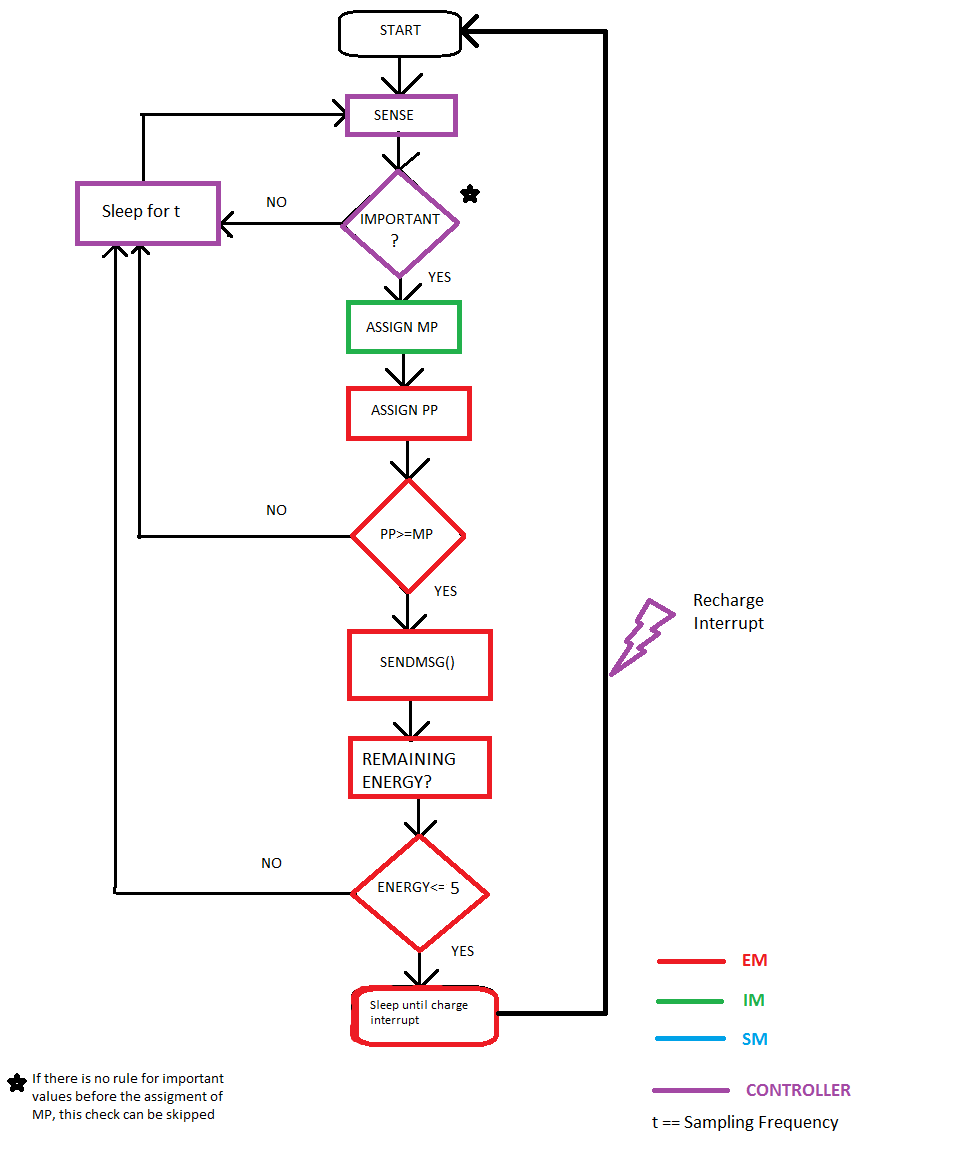 START
SENSE
Sleep for t
NO
IMPORTANT
?
YES
ASSIGN MP
ASSIGN PP
NO
PP>=MP
YES
Recharge
Interrupt
SENDMSG()
REMAINING
ENERGY?
NO
ENERGY<= 5
YES
EM
Sleep until charge
interrupt
IM
SM
If there is no rule for important
values before the assigment of
MP, this check can be skipped
CONTROLLER
t == Sampling Frequency